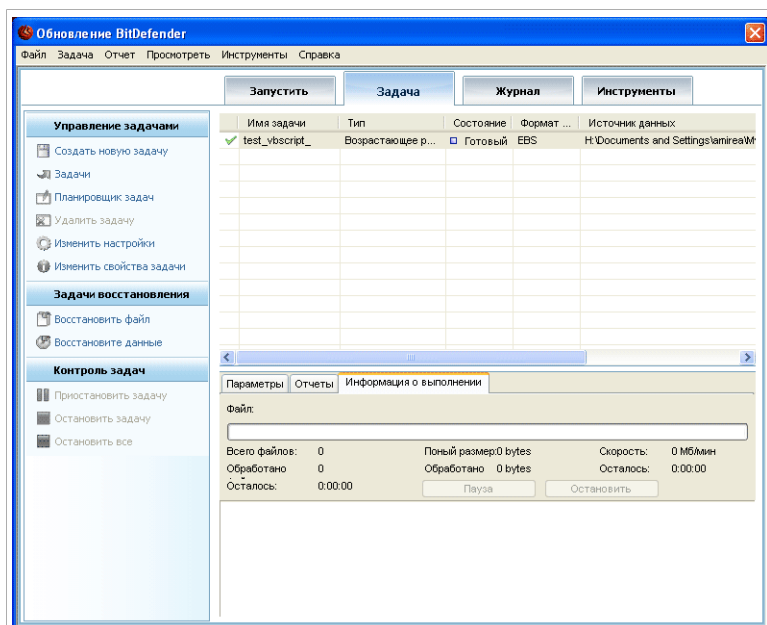 Обновление BitDefender
Файл Задача Отчет Просмотреть Инструменты Справка
Запустить Задача Журнал Инструменты
Управление задачами
Создать новую задачу
Задачи
Планировщик задач
Удалить задачу
Изменить настройки
Изменить свойства задачи
Задачи восстановления
Восстановить файл
Восстановите данные
Контроль задач
Приостановить задачу
Остановить задачу
Остановить все
Имя задачи Тип Состояние Формат ... Источник данных
test_vbscript_ Возрастающее р... Готовый EBS H:\Documents and Settings\amirea\My
Параметры Отчеты Информация о выполнении
Файл:
Всего файлов: 0 Поный размер:0 bytes Скорость: 0 Мб/мин
Обработано 0 Обработано 0 bytes Осталось: 0:00:00
Осталось: 0:00:00 Пауза Остановить